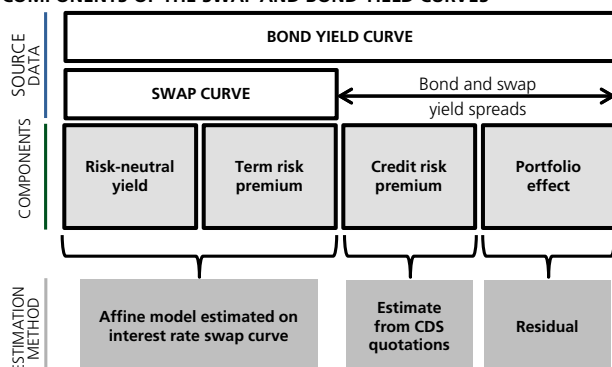 COMPONENTS OF THE SWAP AND BOND YIELD CURVES
SOURCE
DATA
BOND YIELD CURVE
SWAP CURVE
Bond and swap
yield spreads
COMPONENTS
Risk-neutral
yield
Term risk
premium
Credit risk
premium
Portfolio
effect
ESTIMATION
METHOD
Affine model estimated on
interest rate swap curve
Estimate
from CDS
quotations
Residual